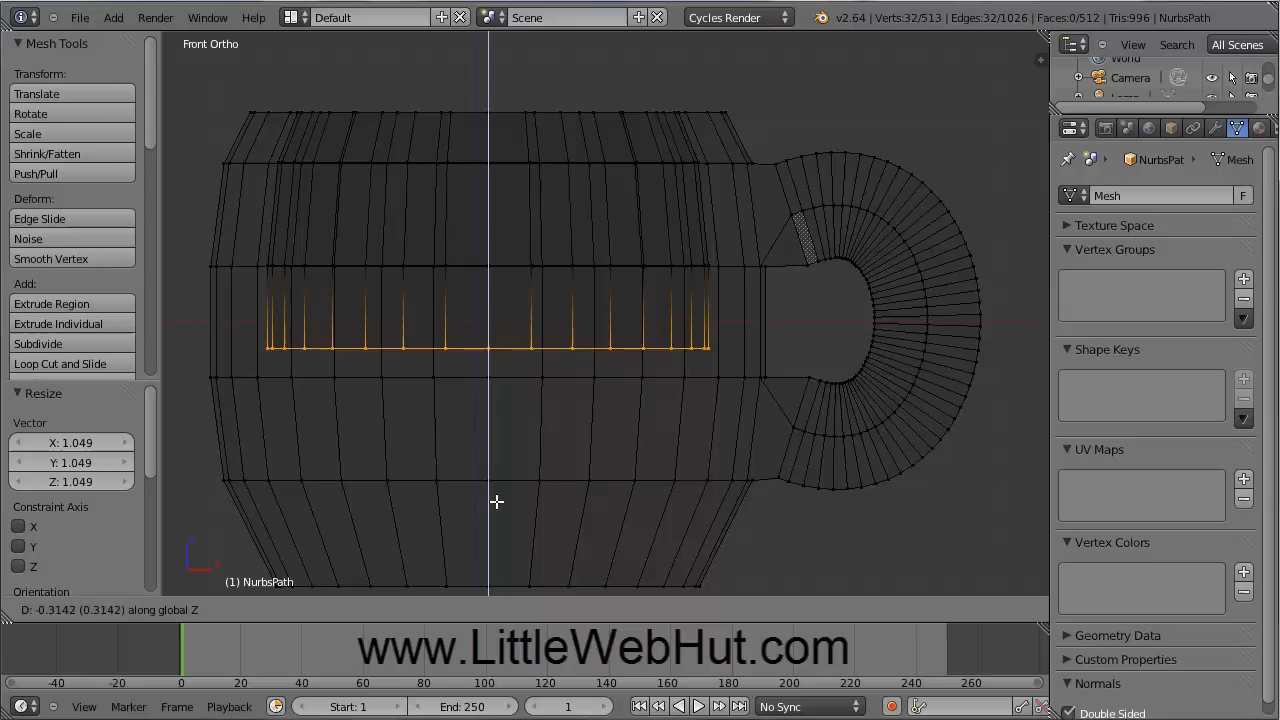 File Add Render Window Help Default Scene Cycles Render v2.64 | Verts:32/513 | Edges:32/1026 | Faces:0/512 | Tris:996 | NurbsPath
Mesh Tools
Transform:
Translate
Rotate
Scale
Shrink/Fatten
Push/Pull
Deform:
Edge Slide
Noise
Smooth Vertex
Add:
Extrude Region
Extrude Individual
Subdivide
Loop Cut and Slide
Resize
Vector
X: 1.049
Y: 1.049
Z: 1.049
Constraint Axis
X
Y
Z
Orientation
Front Ortho
(1) NurbsPath
D: -0.3142 (0.3142) along global Z
View Search All Scenes
World
Camera
NurbsPat Mesh
Mesh F
Texture Space
Vertex Groups
Shape Keys
UV Maps
Vertex Colors
Geometry Data
Custom Properties
Normals
Double Sided
www.LittleWebHut.com
-40 -20 0 20 40 60 80 100 120 140 160 180 200 220 240 260
View Marker Frame Playback Start: 1 End: 250 1 No Sync